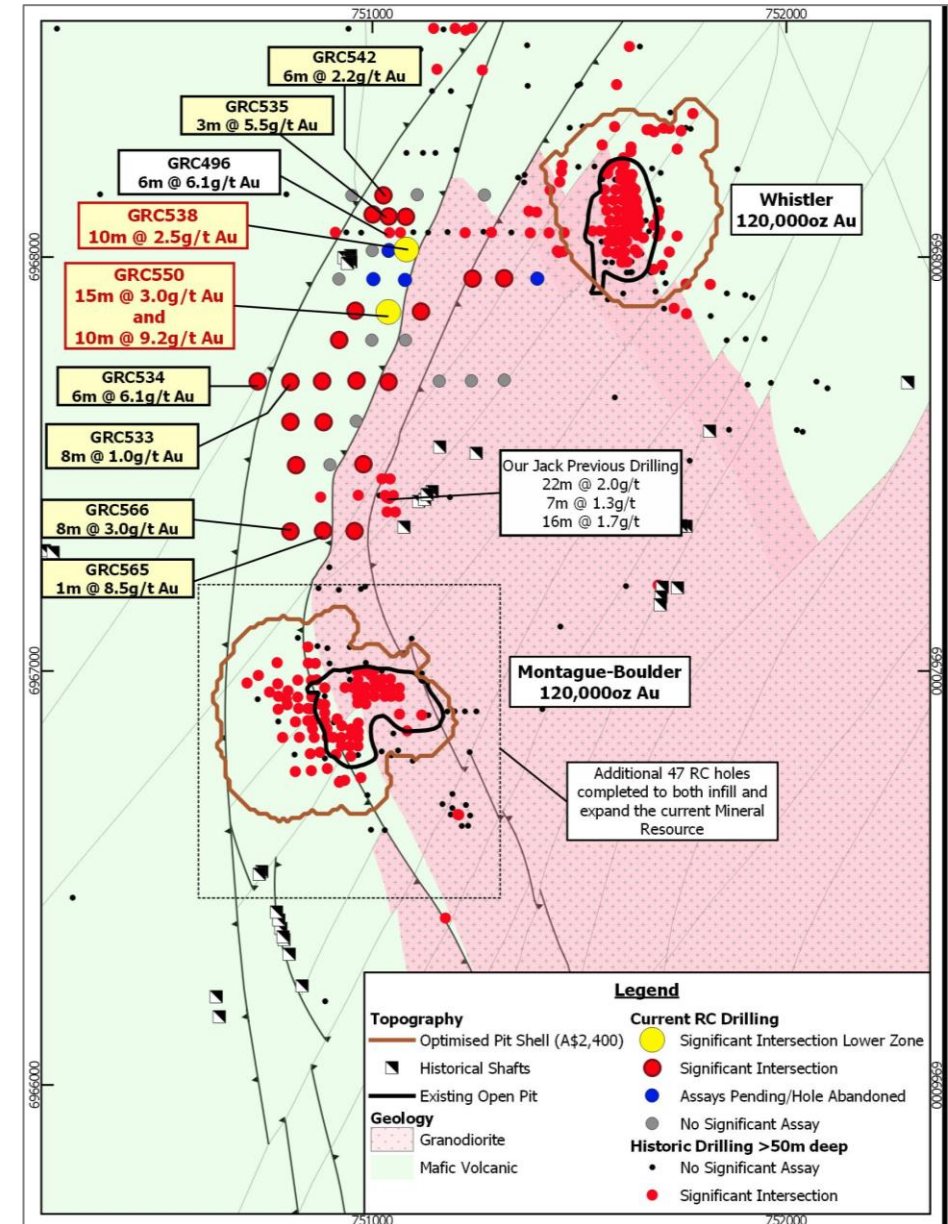 751000
752000
GRC542
6m @ 2.2g/t Au
GRC535
3m @ 5.5g/t Au
GRC496
6m @ 6.1g/t Au
GRC538
10m @ 2.5g/t Au
GRC550
15m @ 3.0g/t Au
and
10m @ 9.2g/t Au
GRC534
6m @ 6.1g/t Au
GRC533
8m @ 1.0g/t Au
GRC566
8m @ 3.0g/t Au
GRC565
1m @ 8.5g/t Au
Whistler
120,000oz Au
6968000
6968000
Our Jack Previous Drilling
22m @ 2.0g/t
7m @ 1.3g/t
16m @ 1.7g/t
6967000
6967000
Montague-Boulder
120,000oz Au
Additional 47 RC holes
completed to both infill and
expand the current Mineral
Resource
6966000
6966000
Legend
Topography
Optimised Pit Shell (A$2,400)
Historical Shafts
Existing Open Pit
Geology
Granodiorite
Mafic Volcanic
Current RC Drilling
Significant Intersection Lower Zone
Significant Intersection
Assays Pending/Hole Abandoned
No Significant Assay
Historic Drilling >50m deep
No Significant Assay
Significant Intersection
751000
752000